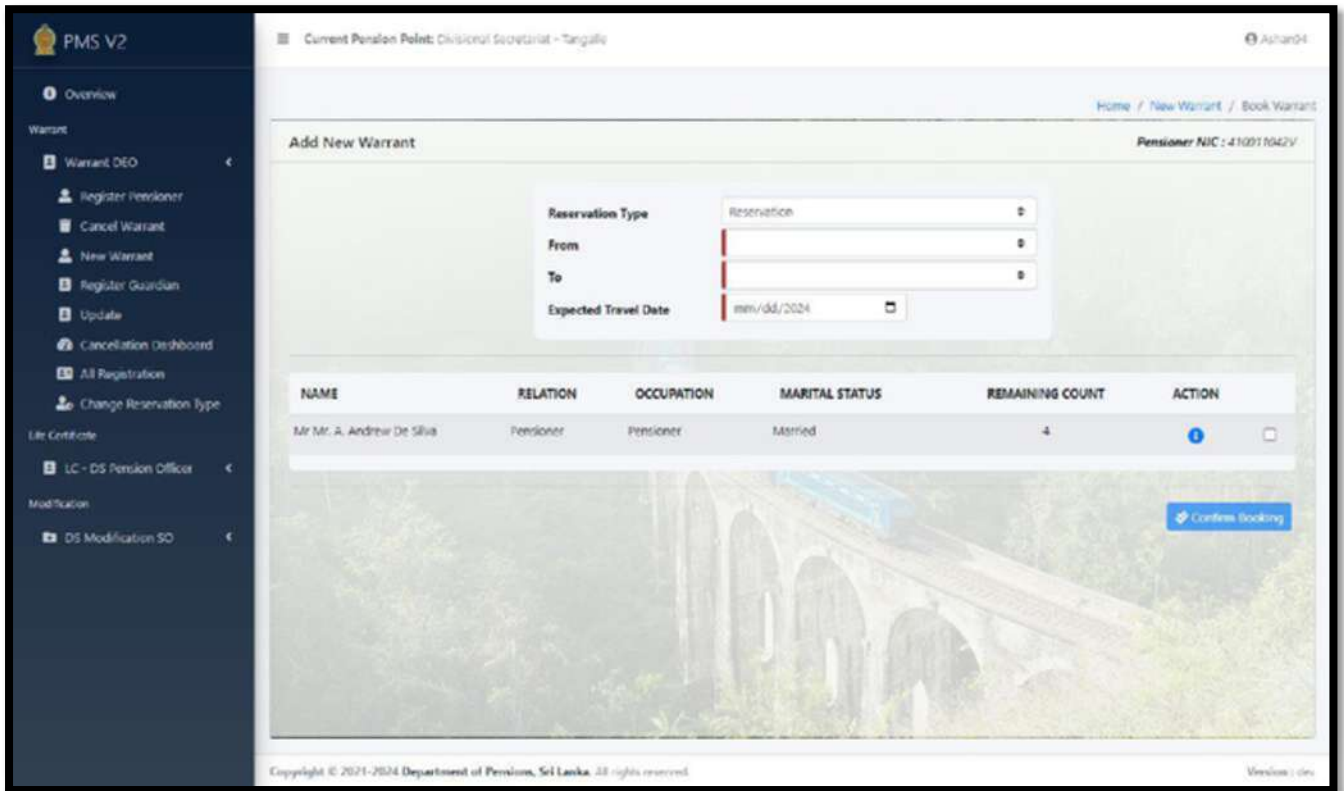 PMS V2
Current Pension Point: Divisional Secretariat - Tangalle
Ashan04
Overview
Warrant
Warrant DEO
Register Pensioner
Cancel Warrant
New Warrant
Register Guardian
Update
Cancellation Dashboard
All Registration
Change Reservation Type
Life Certificate
LC - DS Pension Officer
Modification
DS Modification SO
Home / New Warrant / Book Warrant
Add New Warrant
Pensioner NIC : 410911042V
Reservation Type
Reservation
From
To
Expected Travel Date
mm/dd/2024
NAME RELATION OCCUPATION MARITAL STATUS REMAINING COUNT ACTION
Mr Mr. A. Andrew De Silva Pensioner Pensioner Married 4
Confirm Booking
Copyright © 2021-2024 Department of Pensions, Sri Lanka. All rights reserved.
Version : dev